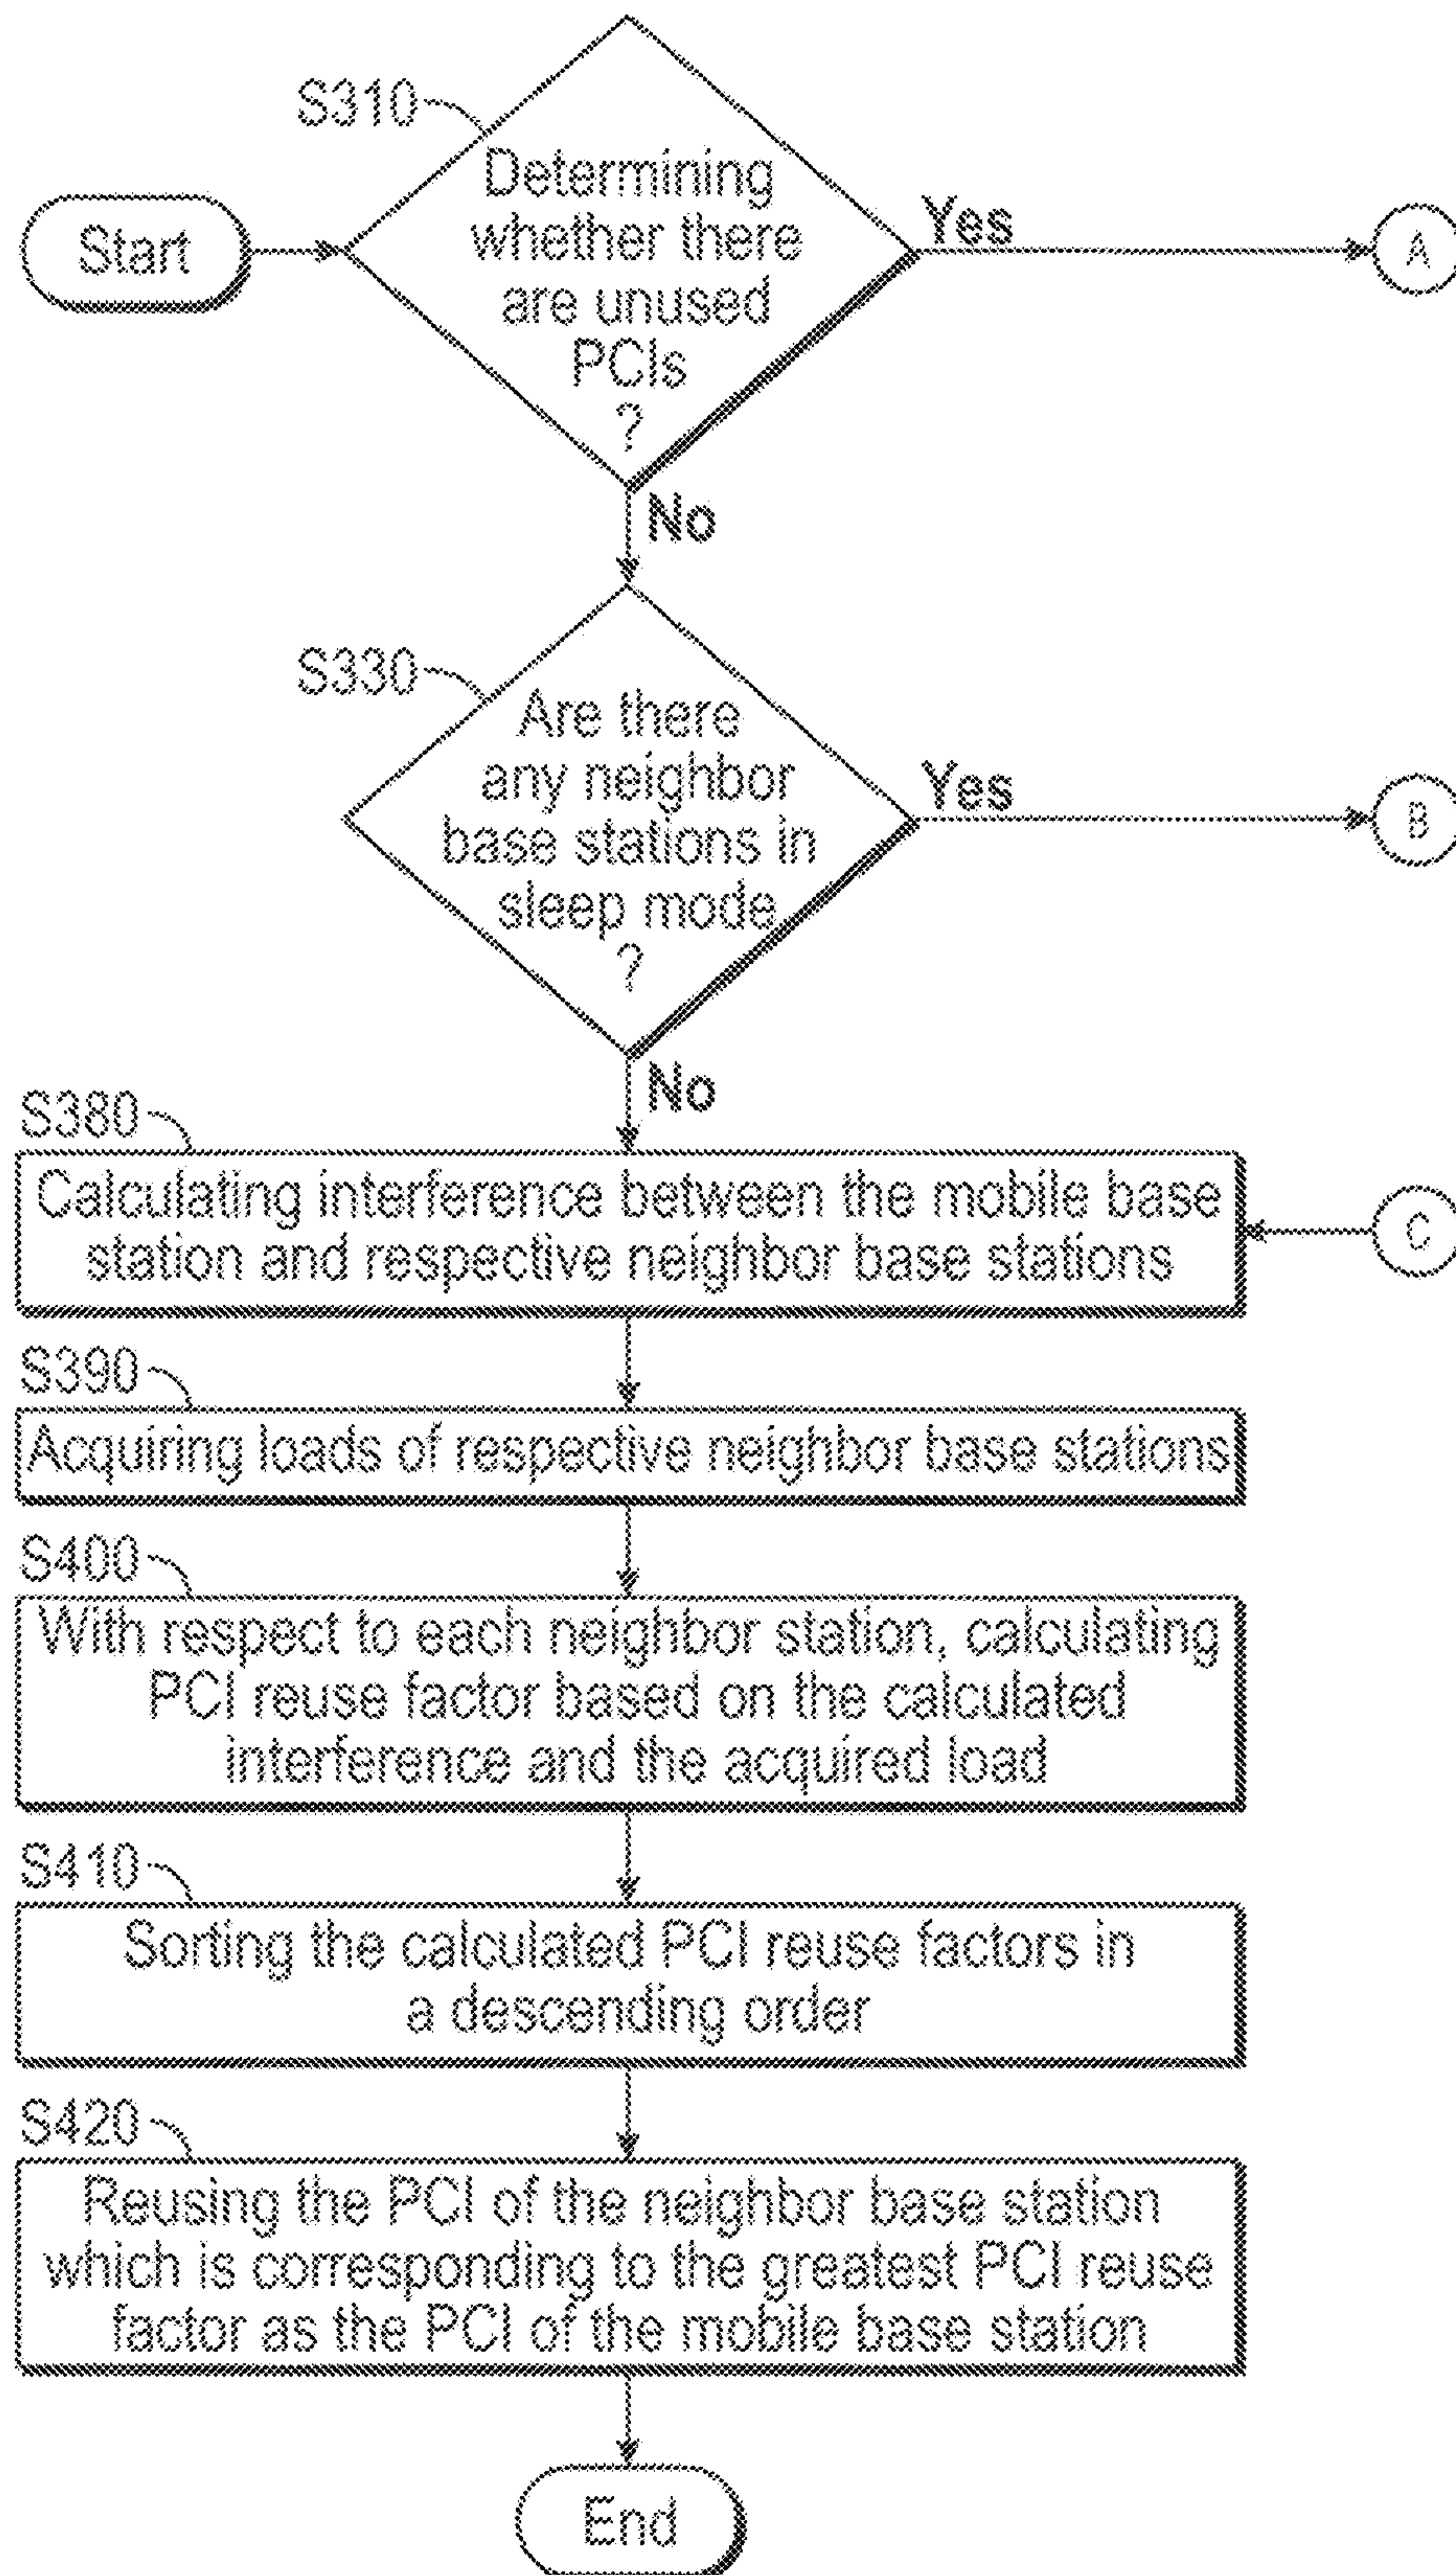 S310
Determining
whether there
are unused
PCIs
?
Start
Yes
A
No
S330
Are there
any neighbor
base stations in
sleep mode
?
Yes
B
No
S380
Calculating interference between the mobile base
station and respective neighbor base stations
C
S390
Acquiring loads of respective neighbor base stations
S400
With respect to each neighbor station, calculating
PCI reuse factor based on the calculated
interference and the acquired load
S410
Sorting the calculated PCI reuse factors in
a descending order
S420
Reusing the PCI of the neighbor base station
which is corresponding to the greatest PCI reuse
factor as the PCI of the mobile base station
End